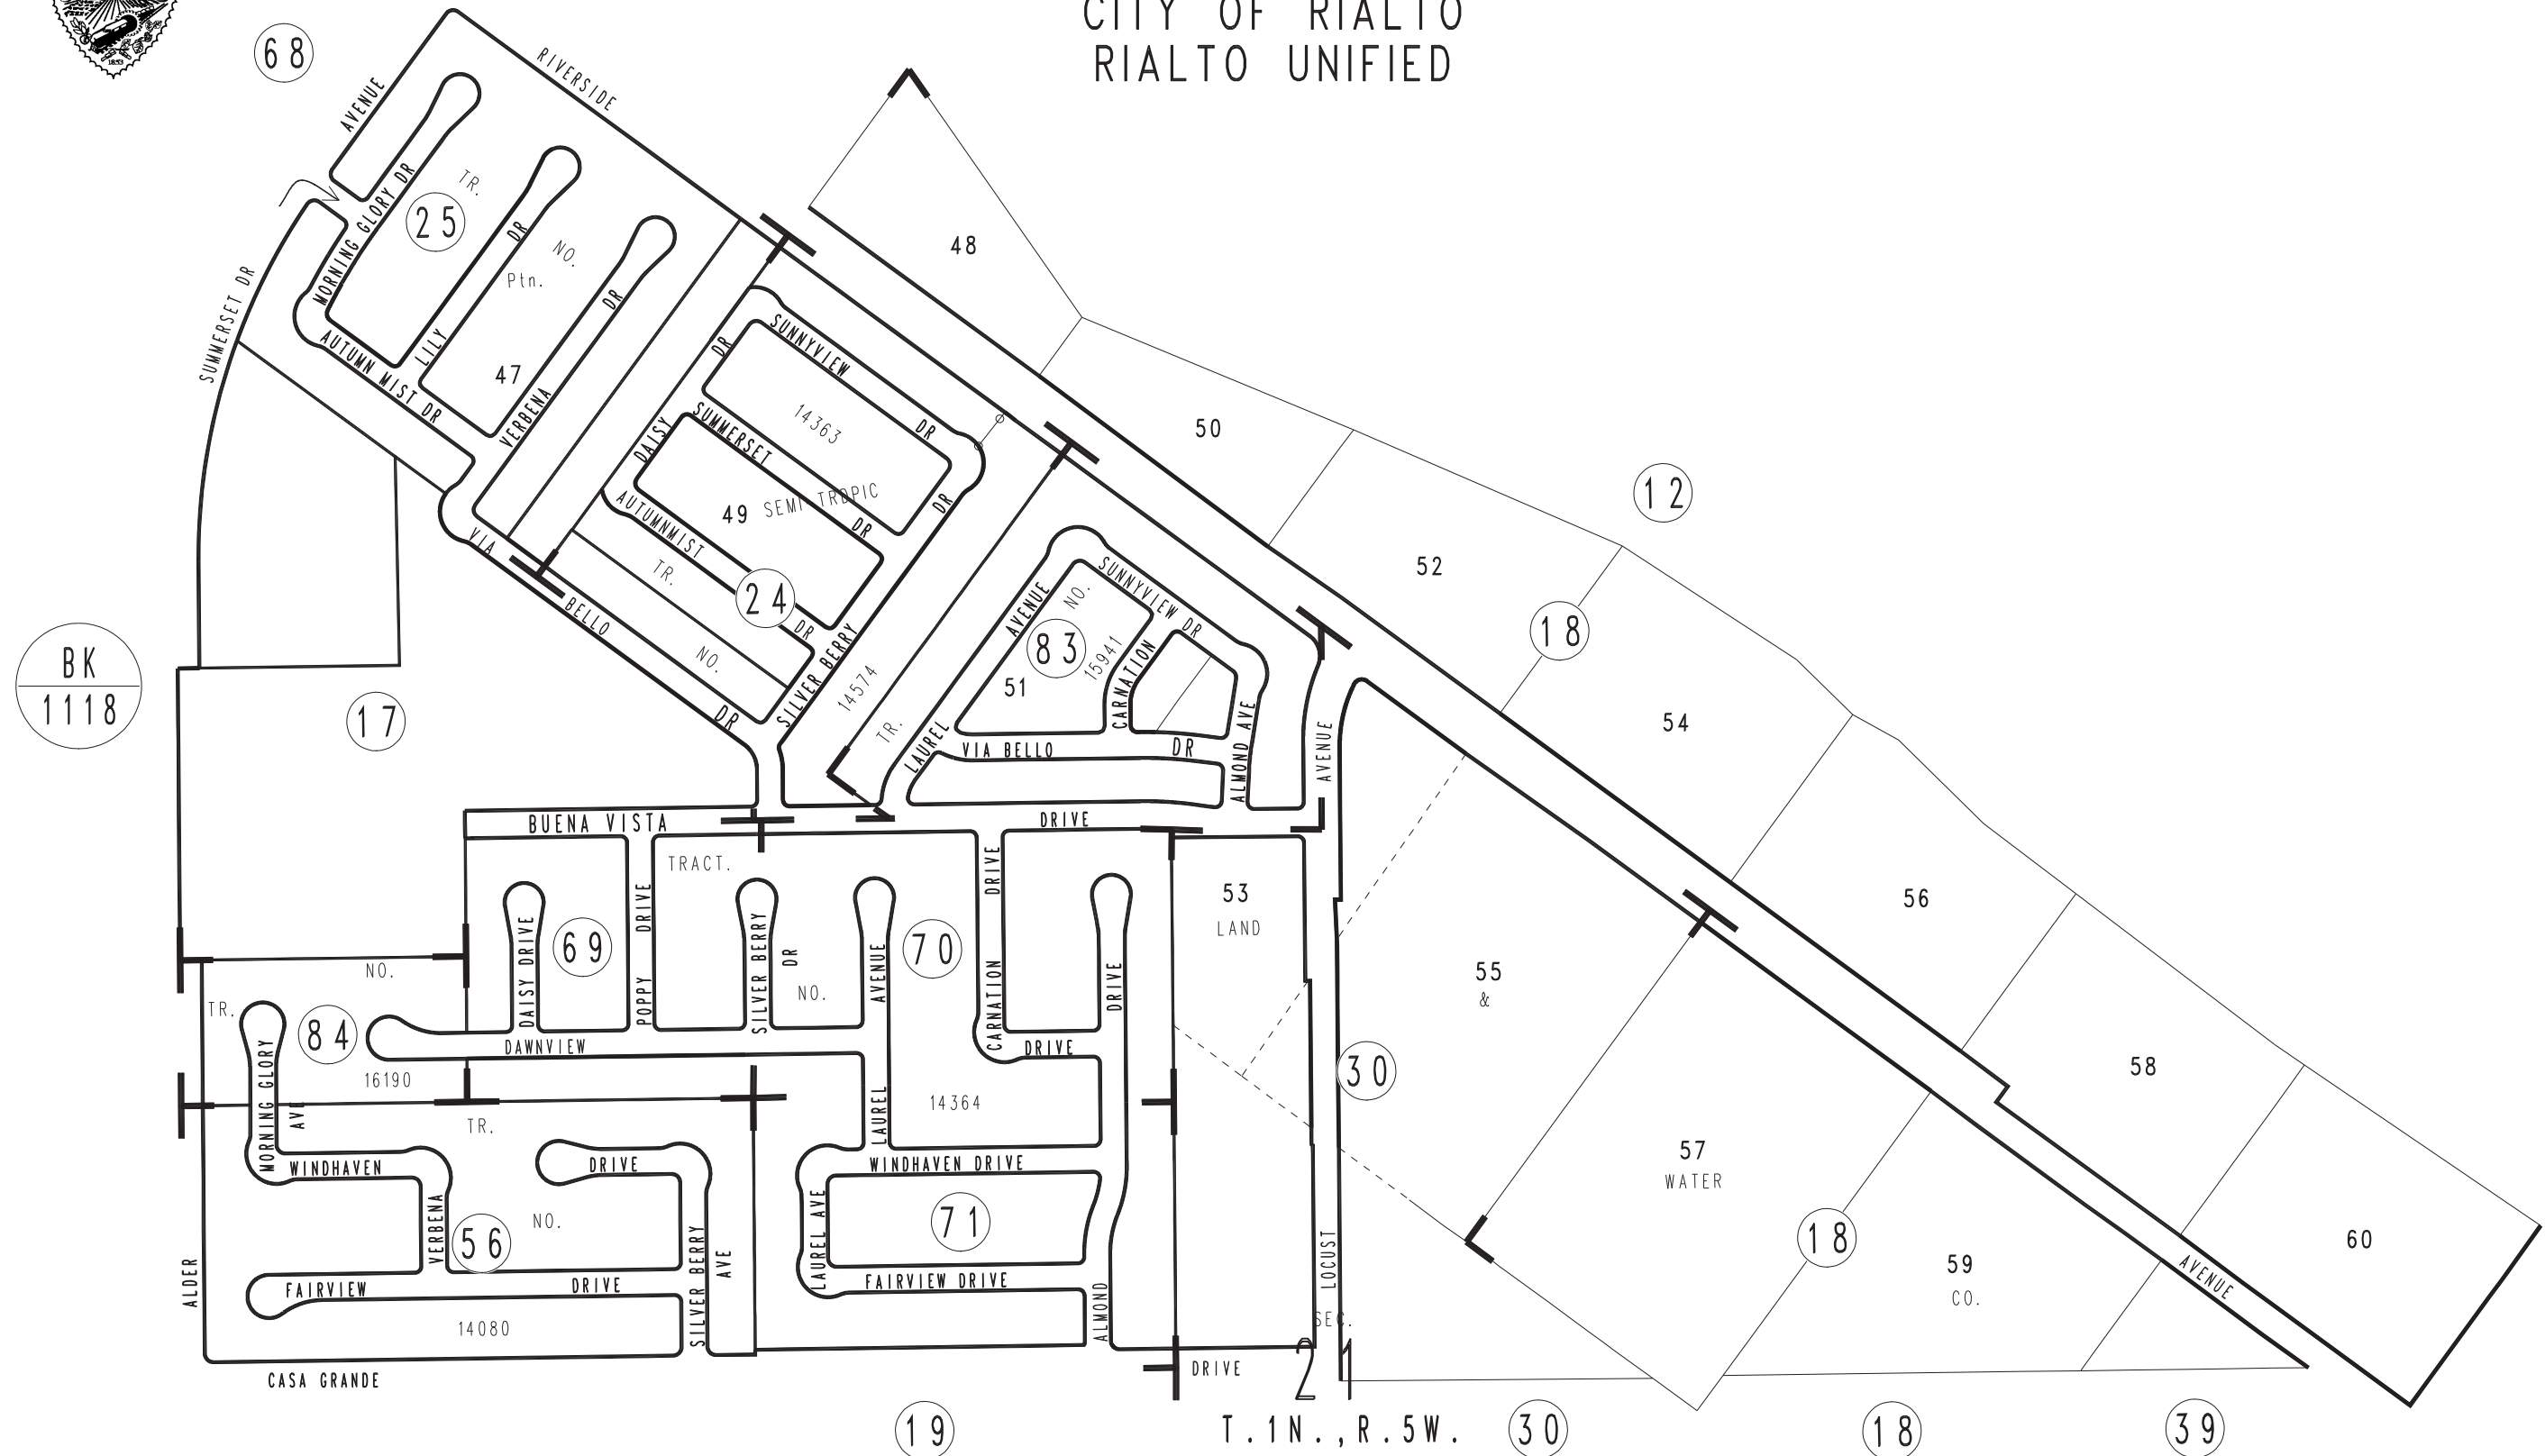 CITY OF RIALTO
RIALTO UNIFIED
1853
68
AVENUE
RIVERSIDE
MORNING GLORY DR
25
TR.
NO.
Ptn.
LILY DR
VERBENA DR
47
SUMMERSET DR
AUTUMN MIST DR
48
50
52
12
18
54
56
58
60
SUNNYVIEW DR
DAISY DR
14363
SUMMERSET DR
49
SEMI-TROPIC
AUTUNMIST DR
TR.
24
NO.
VIA BELLO DR
SILVER BERRY DR
14574
TR.
LAUREL AVENUE
NO.
83
15941
51
SUNNYVIEW DR
CARNATION
VIA BELLO DR
ALMOND AVE
AVENUE
BK
1118
17
BUENA VISTA DRIVE
TRACT.
53
LAND
55
&
57
WATER
59
CO.
DAISY DRIVE
69
POPPY DRIVE
SILVER BERRY DR
NO.
AVENUE
70
CARNATION DRIVE
DRIVE
DRIVE
NO.
TR.
84
16190
MORNING GLORY AVE
DAWNVIEW
LAUREL
14364
30
TR.
WINDHAVEN
DRIVE
WINDHAVEN DRIVE
VERBENA
56
NO.
LAUREL AVE
71
FAIRVIEW DRIVE
FAIRVIEW DRIVE
SILVER BERRY AVE
ALDER
ALMOND
LOCUST
14080
CASA GRANDE
DRIVE
SEC.
21
18
AVENUE
19
T.1N.,R.5W.
30
18
39